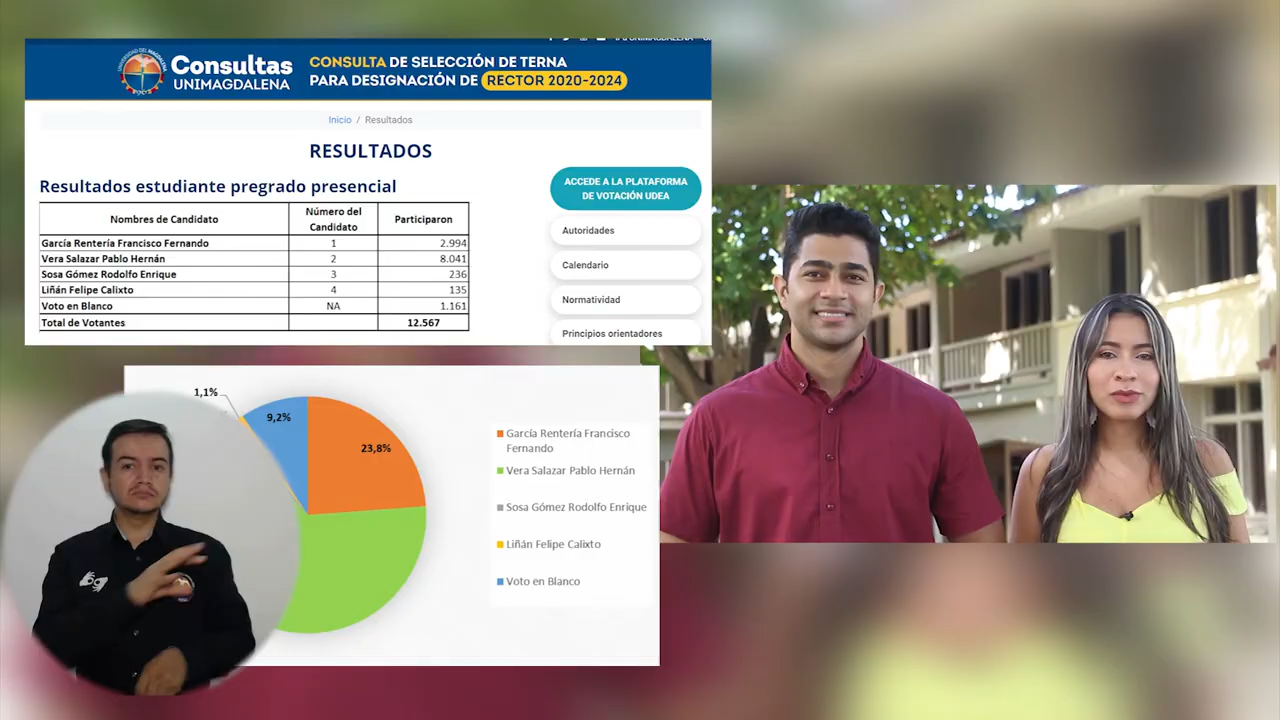 Consultas
UNIMAGDALENA
CONSULTA DE SELECCIÓN DE TERNA
PARA DESIGNACIÓN DE RECTOR 2020-2024
Inicio / Resultados
RESULTADOS
Resultados estudiante pregrado presencial
Nombres de Candidato Número del Candidato Participaron
García Rentería Francisco Fernando 1 2.994
Vera Salazar Pablo Hernán 2 8.041
Sosa Gómez Rodolfo Enrique 3 236
Liñán Felipe Calixto 4 135
Voto en Blanco NA 1.161
Total de Votantes 12.567
ACCEDE A LA PLATAFORMA
DE VOTACIÓN UDEA
Autoridades
Calendario
Normatividad
Principios orientadores
1,1%
9,2%
23,8%
García Rentería Francisco
Fernando
Vera Salazar Pablo Hernán
Sosa Gómez Rodolfo Enrique
Liñán Felipe Calixto
Voto en Blanco